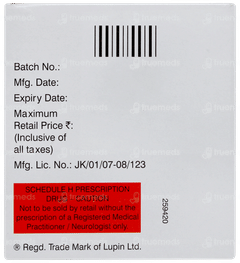 Batch No.:
Mfg. Date:
Expiry Date:
Maximum
Retail Price ₹:
(Inclusive of
all taxes)
Mfg. Lic. No.: JK/01/07-08/123
SCHEDULE H PRESCRIPTION
DRUG - CAUTION
Not to be sold by retail without the
prescription of a Registered Medical
Practitioner / Neurologist only.
259420
® Regd. Trade Mark of Lupin Ltd.